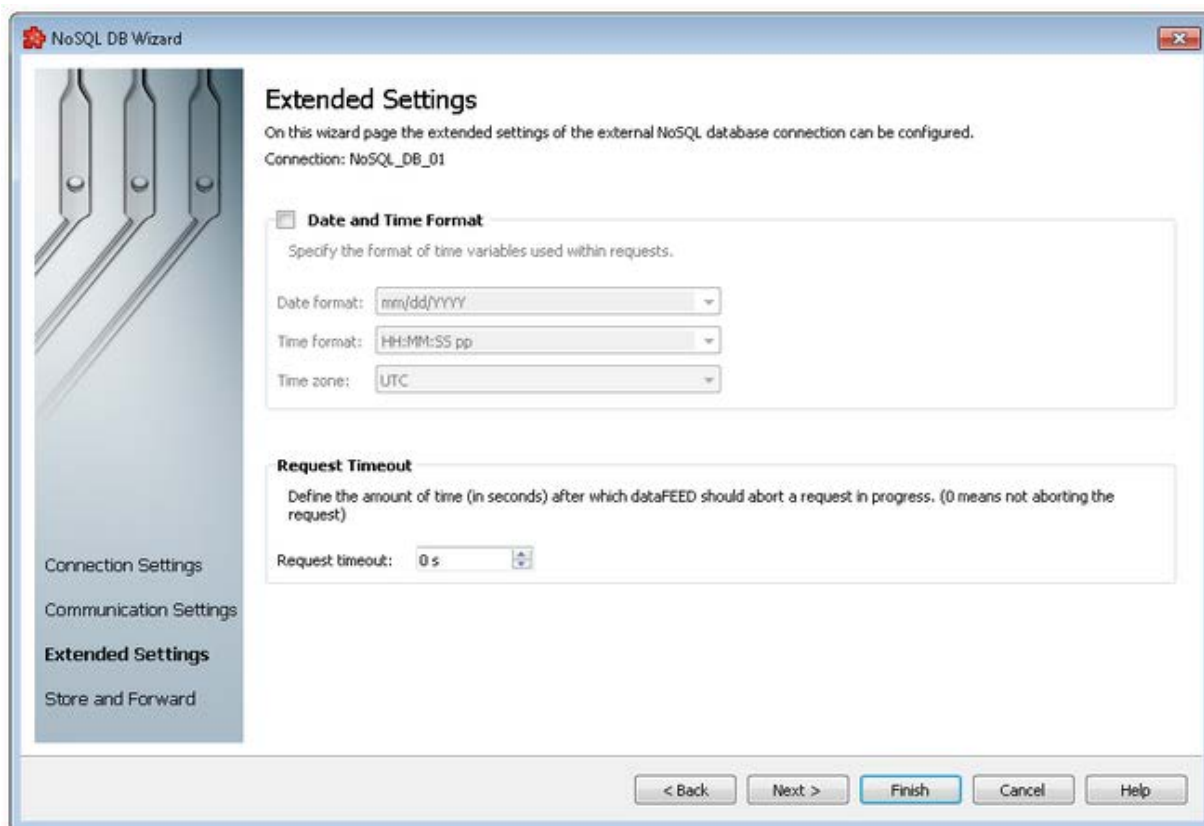 NoSQL DB Wizard
Extended Settings
On this wizard page the extended settings of the external NoSQL database connection can be configured.
Connection: NoSQL_DB_01
Date and Time Format
Specify the format of time variables used within requests.
Date format: mm/dd/YYYY
Time format: HH:MM:SS pp
Time zone: UTC
Request Timeout
Define the amount of time (in seconds) after which dataFEED should abort a request in progress. (0 means not aborting the
request)
Request timeout: 0 s
Connection Settings
Communication Settings
Extended Settings
Store and Forward
< Back Next > Finish Cancel Help